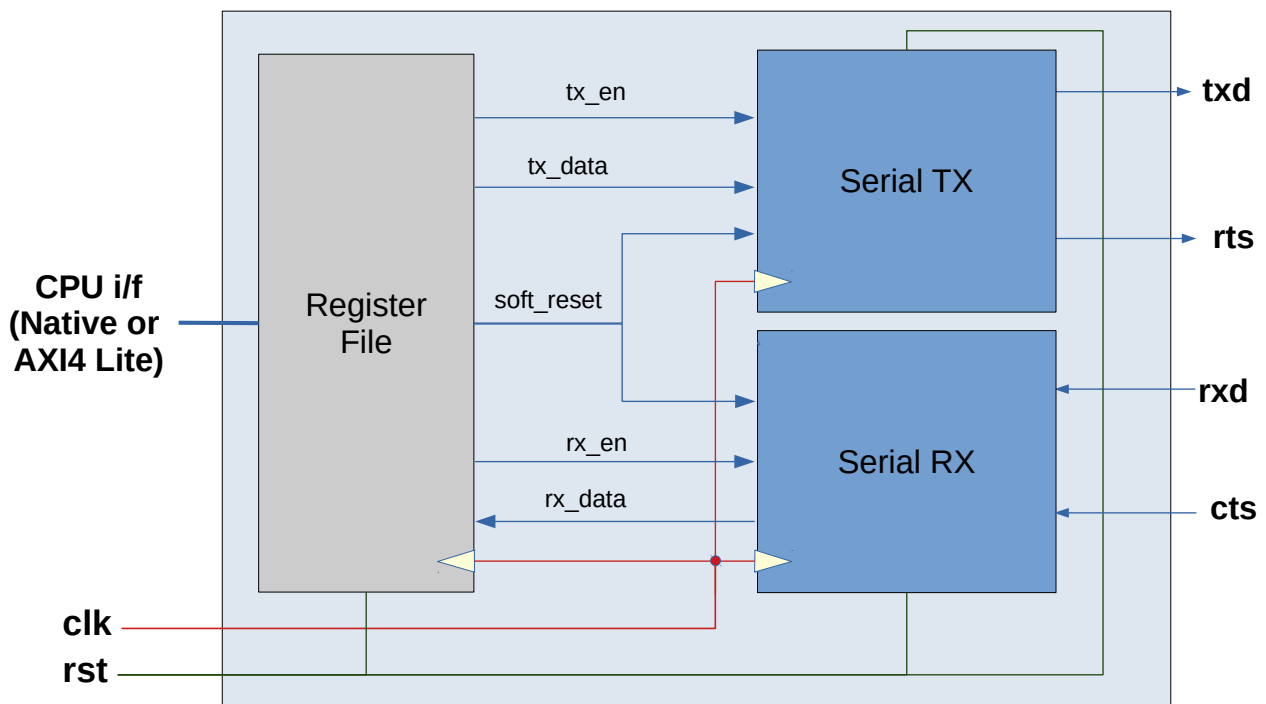 tx_en
txd
tx_data
Serial TX
rts
CPU i/f
(Native or
AXI4 Lite)
Register
File
soft_reset
rxd
rx_en
Serial RX
rx_data
cts
clk
rst